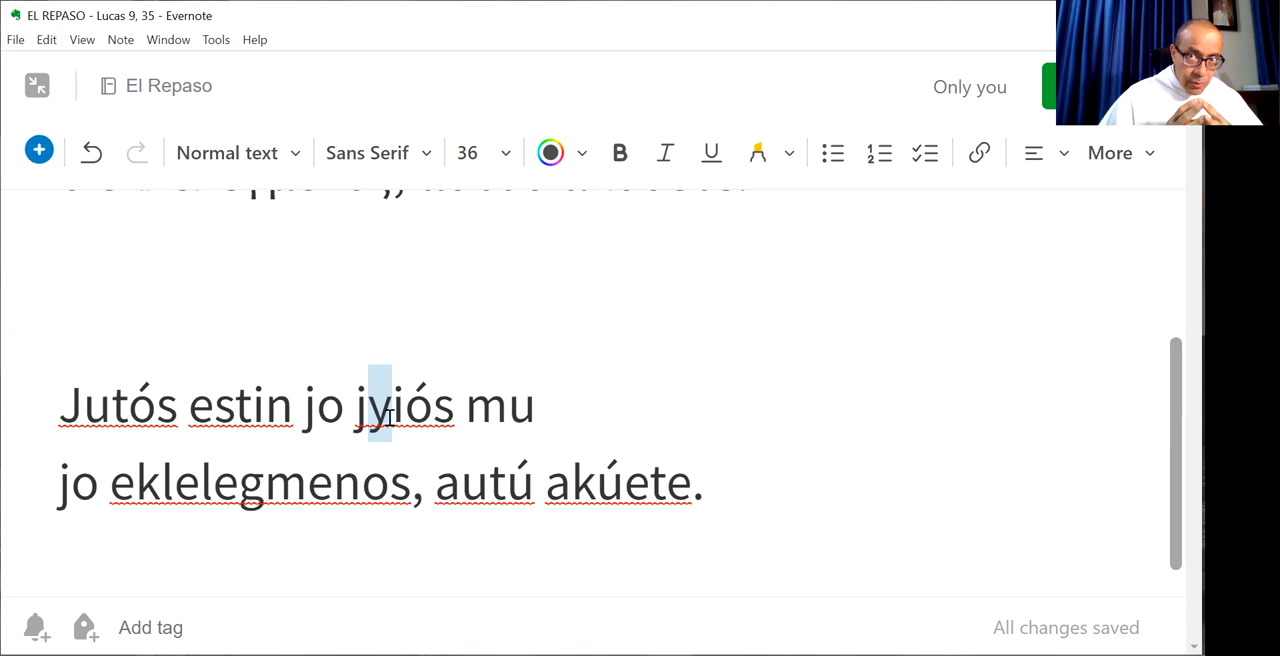 EL REPASO - Lucas 9, 35 - Evernote
File Edit View Note Window Tools Help
El Repaso
Only you
Normal text
Sans Serif
36
B I U
More
Jutós estin jo jyiós mu
jo eklelegmenos, autú akúete.
Add tag
All changes saved